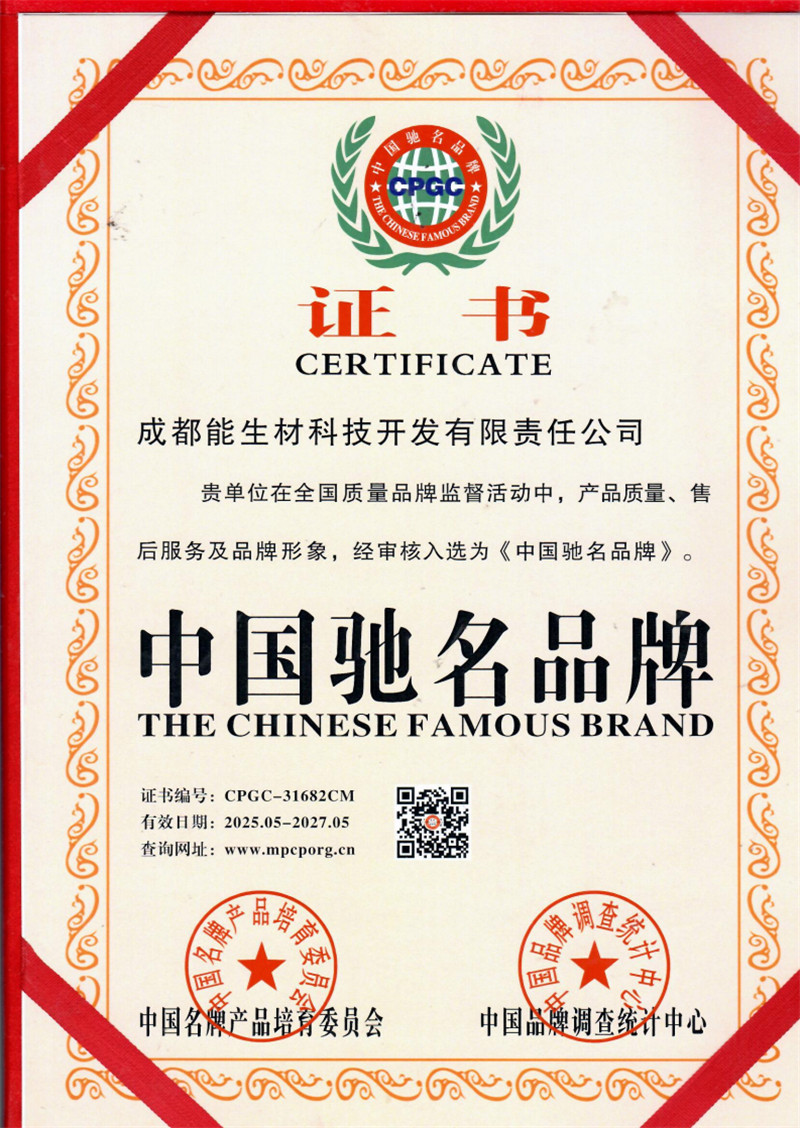 中国驰名品牌
CPGC
THE CHINESE FAMOUS BRAND
证 书
CERTIFICATE
成都能生材科技开发有限责任公司
贵单位在全国质量品牌监督活动中，产品质量、售
后服务及品牌形象，经审核入选为《中国驰名品牌》。
中国驰名品牌
THE CHINESE FAMOUS BRAND
证书编号：CPGC-31682CM
有效日期：2025.05-2027.05
查询网址：www.mpcporg.cn
中国名牌产品培育委员会
中国品牌调查统计中心
中国名牌产品培育委员会
中国品牌调查统计中心